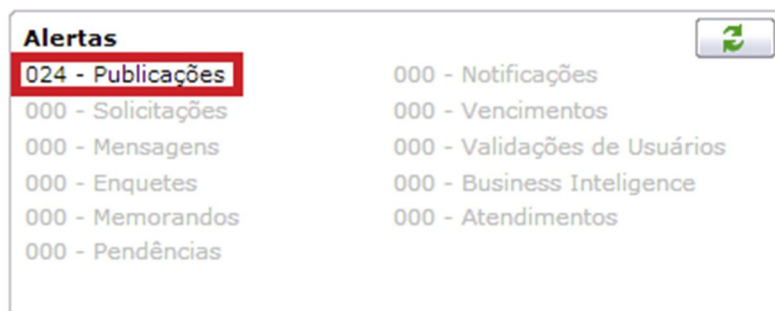 Alertas
024 - Publicações
000 - Notificações
000 - Solicitações
000 - Vencimentos
000 - Mensagens
000 - Validações de Usuários
000 - Enquetes
000 - Business Inteligence
000 - Memorandos
000 - Atendimentos
000 - Pendências